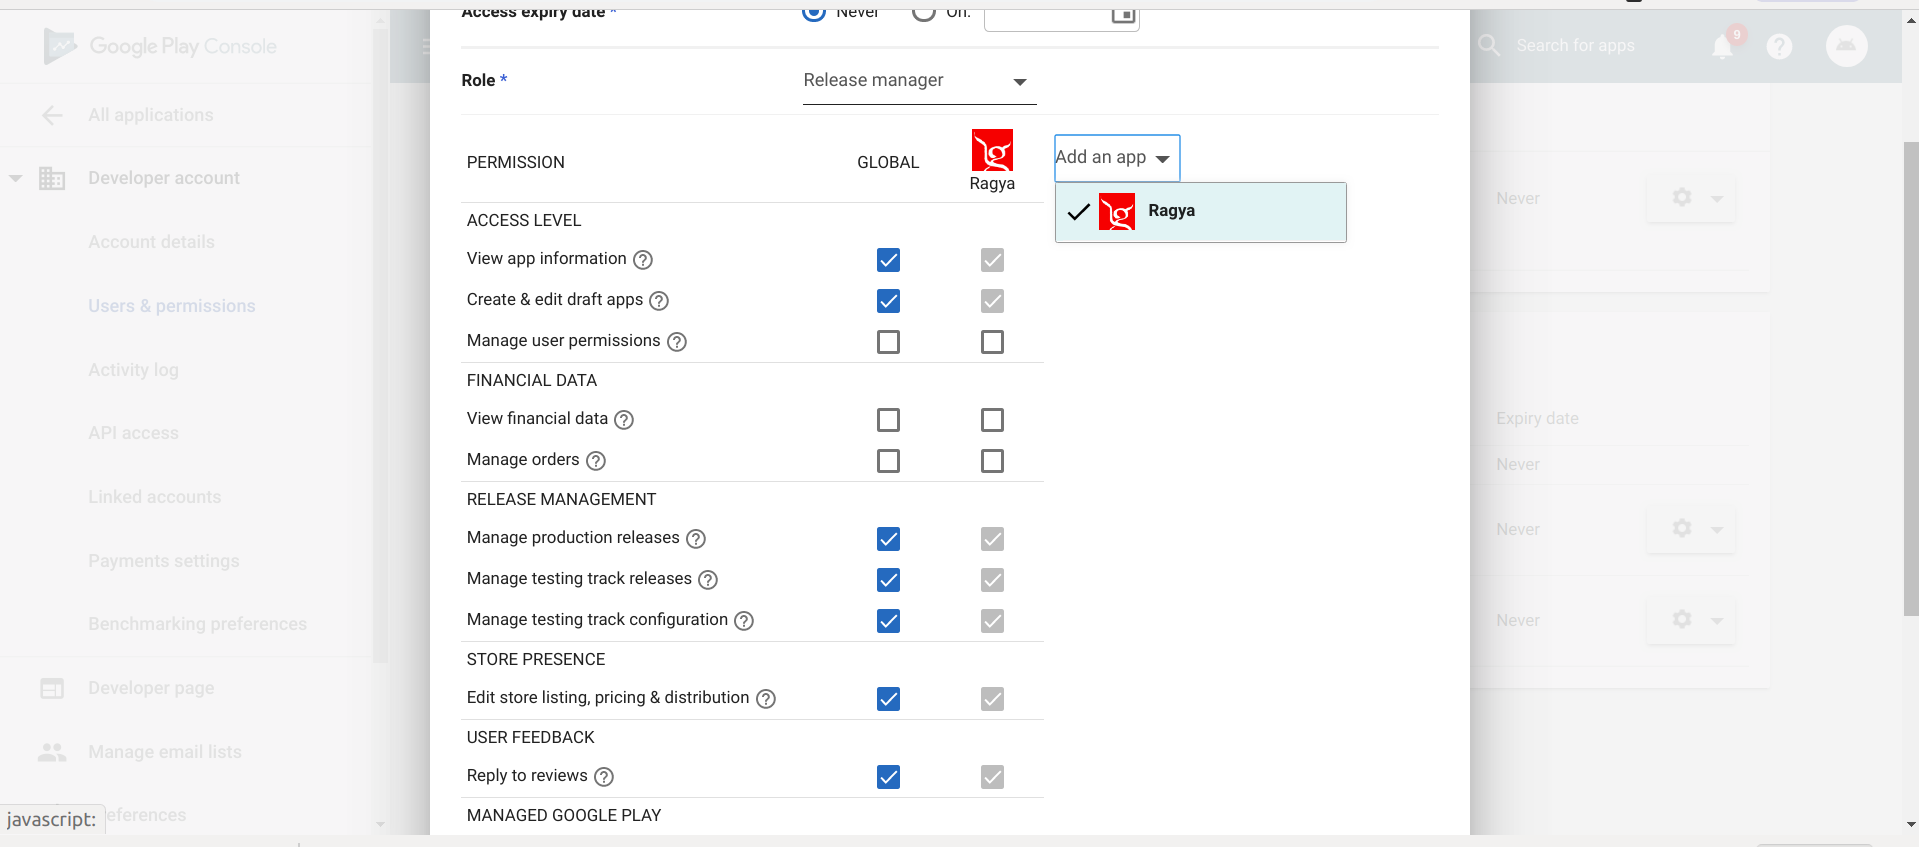 Access expiry date *
Never
On:
Google Play Console
Search for apps
9
Role *
Release manager
All applications
PERMISSION
GLOBAL
Ragya
Add an app
Developer account
Ragya
Never
ACCESS LEVEL
Account details
View app information
Create & edit draft apps
Users & permissions
Manage user permissions
Activity log
FINANCIAL DATA
View financial data
Expiry date
API access
Manage orders
Never
Linked accounts
RELEASE MANAGEMENT
Manage production releases
Never
Payments settings
Manage testing track releases
Manage testing track configuration
Never
Benchmarking preferences
STORE PRESENCE
Developer page
Edit store listing, pricing & distribution
USER FEEDBACK
Manage email lists
Reply to reviews
MANAGED GOOGLE PLAY
javascript:
eferences